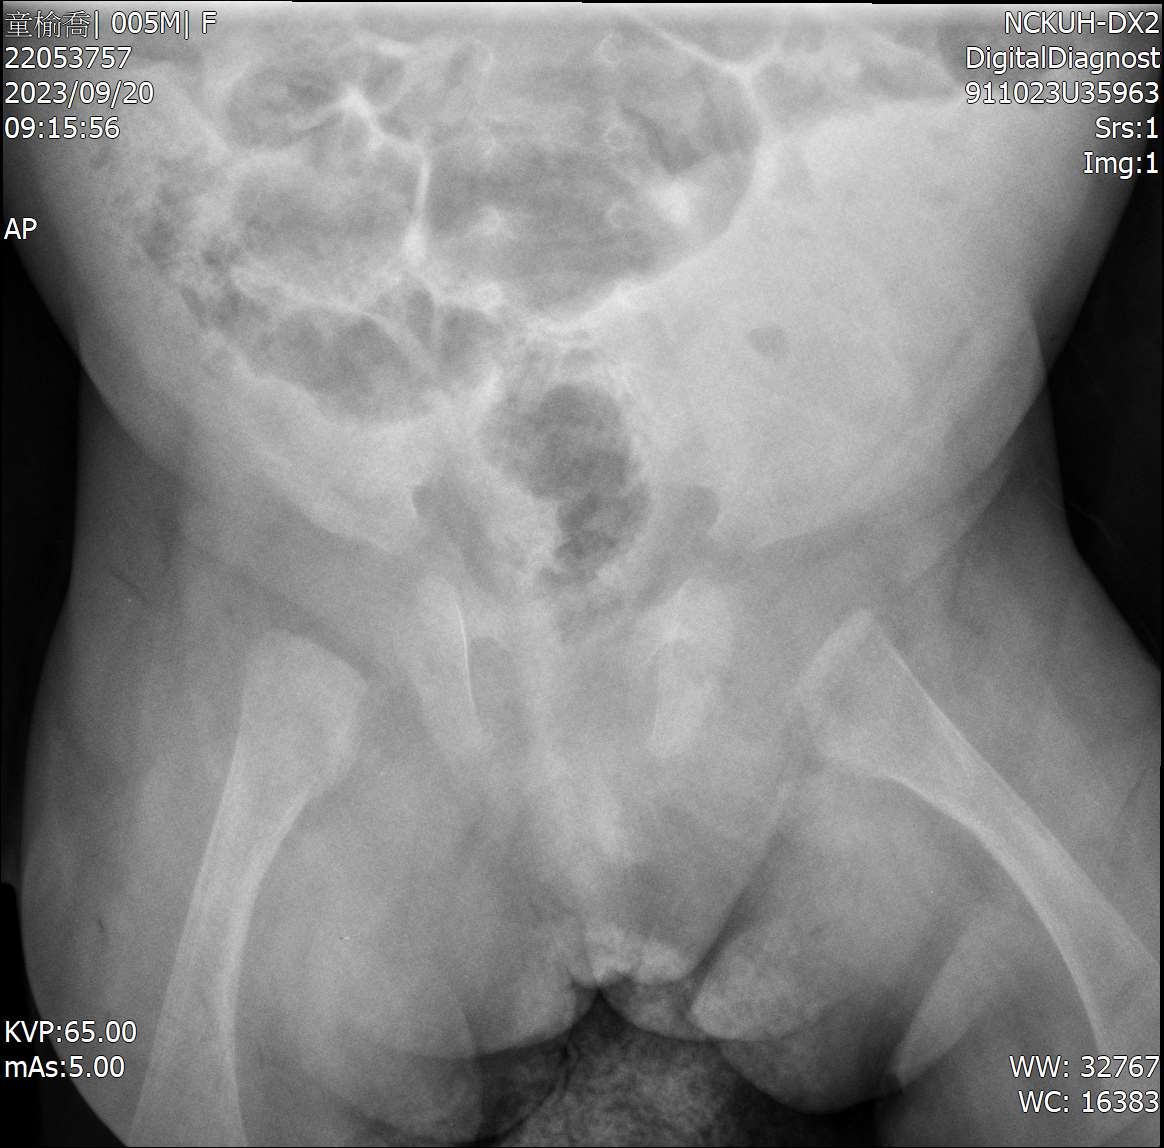 童榆喬| 005M| F
22053757
2023/09/20
09:15:56
AP
NCKUH-DX2
DigitalDiagnost
911023U35963
Srs:1
Img:1
KVP:65.00
mAs:5.00
WW: 32767
WC: 16383